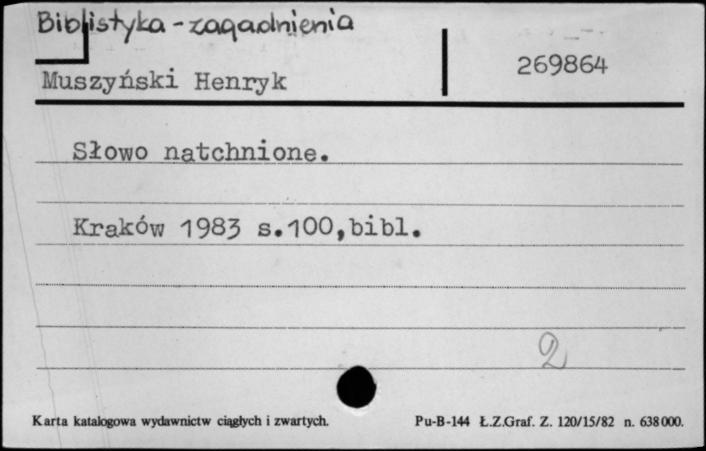 Biblistyka - zagadnienia
Muszyński Henryk
269864
Słowo natchnione.
Kraków 1983 s.100,bibl.
2
Karta katalogowa wydawnictw ciągłych i zwartych.
Pu-B-144 Ł.Z.Graf. Z. 120/15/82 n. 638000.